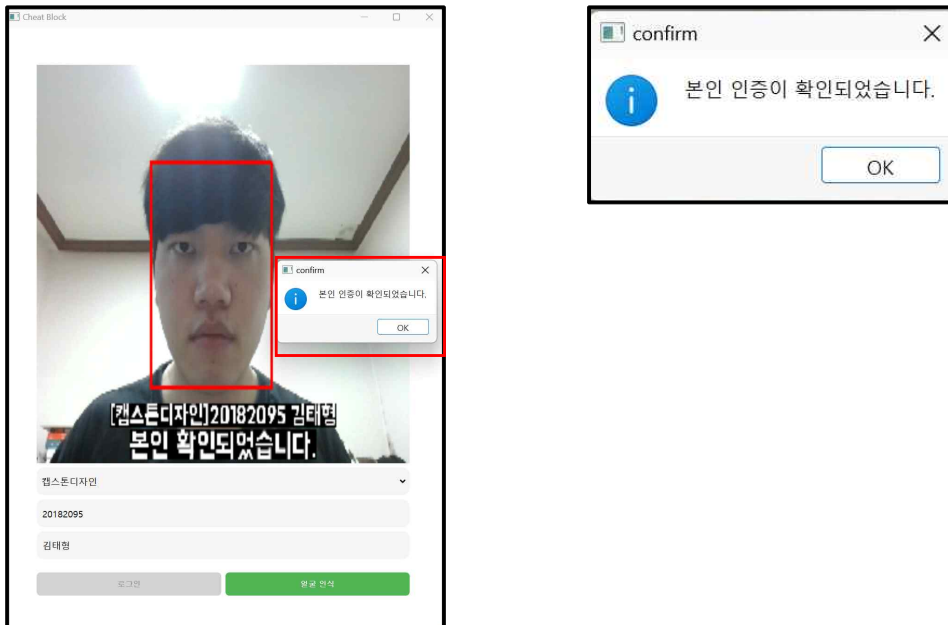 Cheat Block
confirm
본인 인증이 확인되었습니다.
OK
[캡스톤디자인]20182095 김태형
본인 확인되었습니다.
캡스톤디자인
20182095
김태형
로그인
얼굴 인식
confirm
본인 인증이 확인되었습니다.
OK